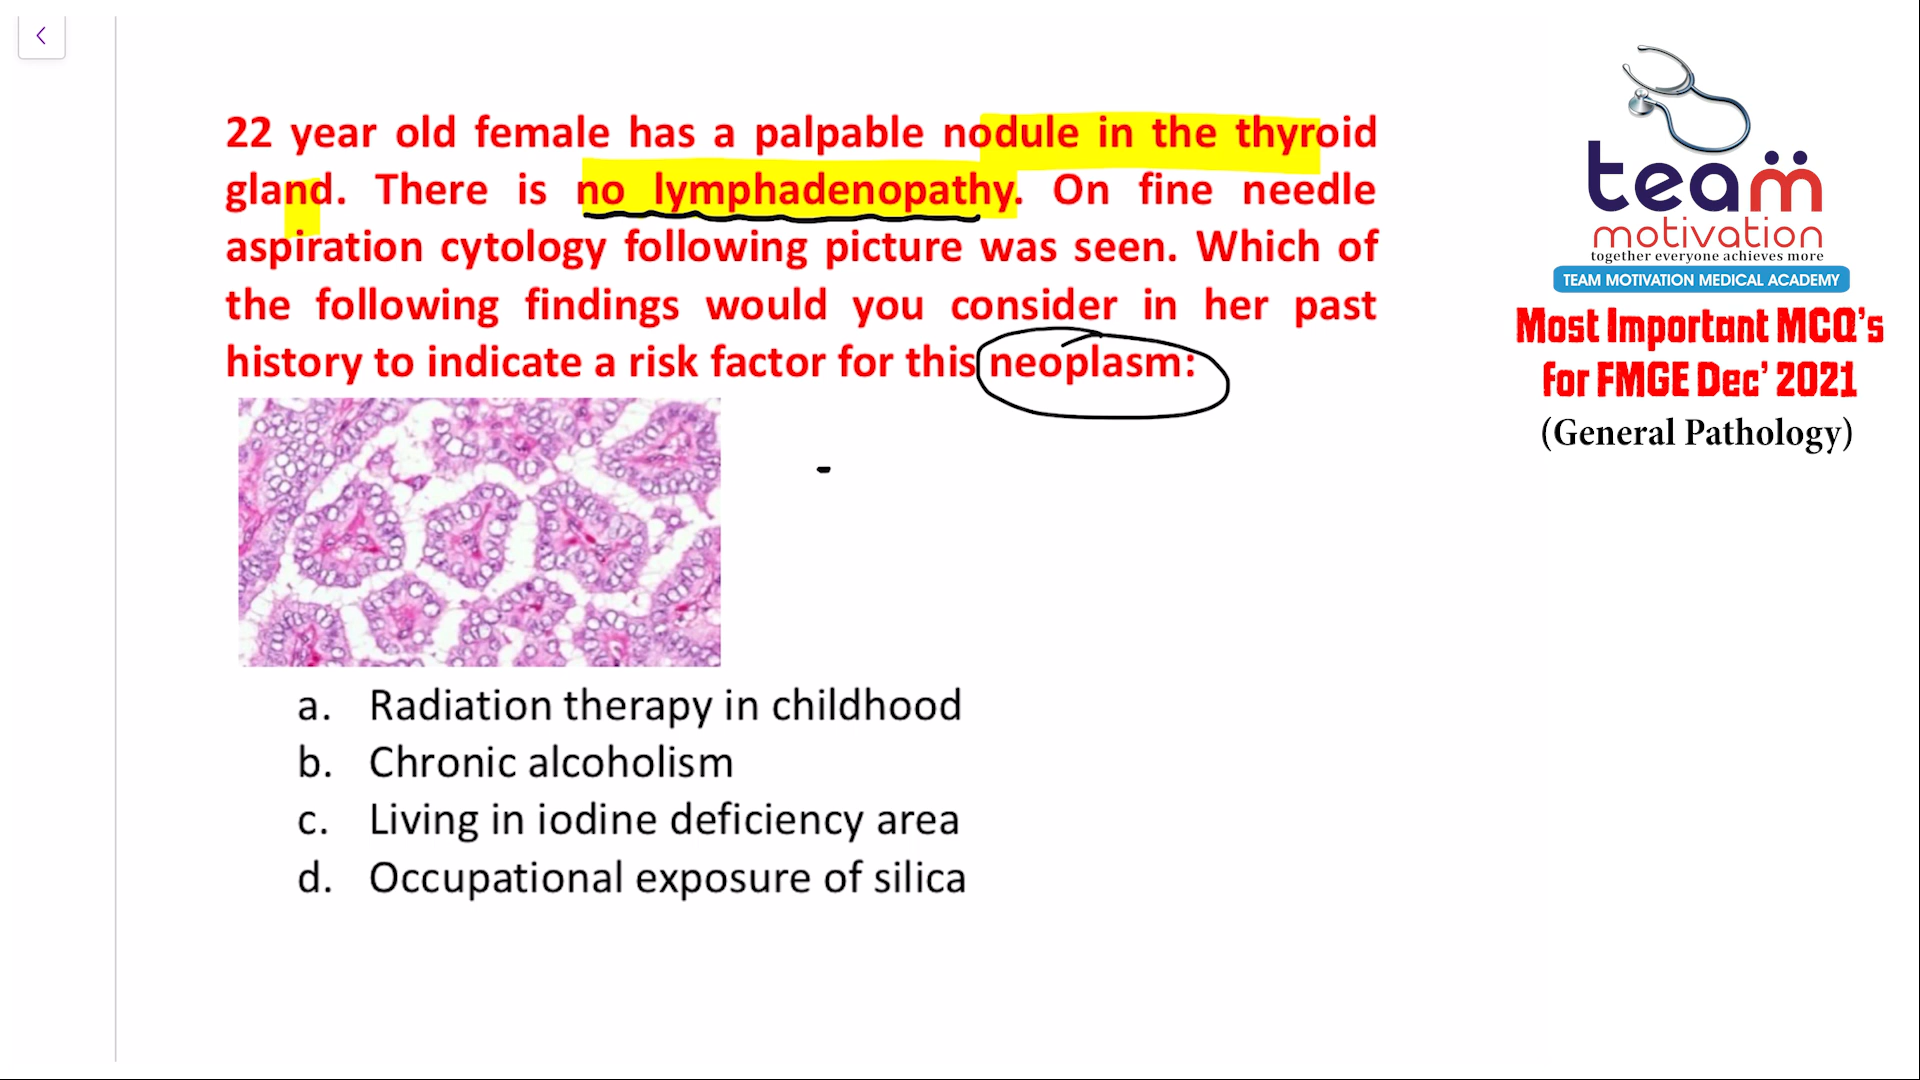 22 year old female has a palpable nodule in the thyroid
gland. There is no lymphadenopathy. On fine needle
aspiration cytology following picture was seen. Which of
the following findings would you consider in her past
history to indicate a risk factor for this neoplasm:
a. Radiation therapy in childhood
b. Chronic alcoholism
c. Living in iodine deficiency area
d. Occupational exposure of silica
team
motivation
together everyone achieves more
TEAM MOTIVATION MEDICAL ACADEMY
Most Important MCQ's
for FMGE Dec' 2021
(General Pathology)